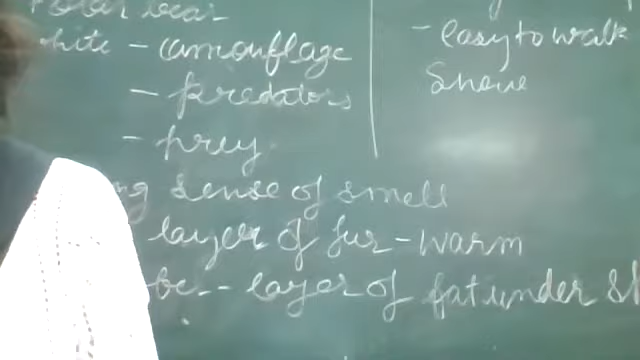 Polar bear
hite - camouflage
- predators
- prey
ng sense of smell
layer of fur - warm
be.. - layer of fat under s
- easy to walk